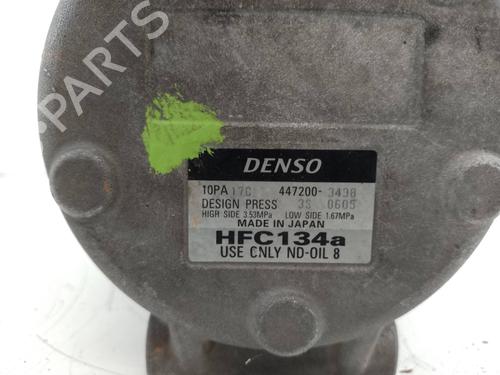 B-PARTS
DENSO
10PA17C 447200-3438
DESIGN PRESS 3S 0605
HIGH SIDE 3.53MPa LOW SIDE 1.67MPa
MADE IN JAPAN
HFC134a
USE ONLY ND-OIL 8